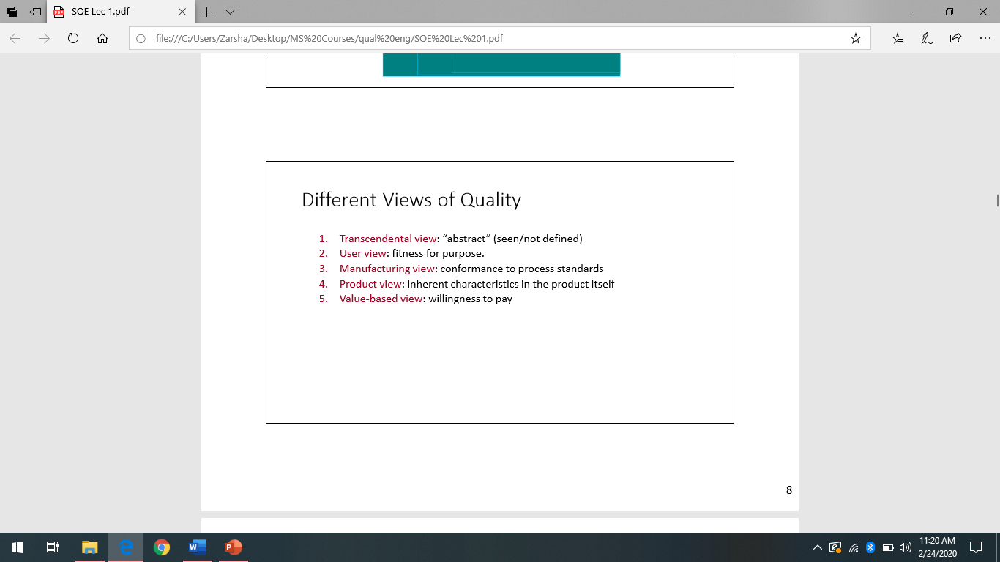 SQE Lec 1.pdf
file:///C:/Users/Zarsha/Desktop/MS%20Courses/qual%20eng/SQE%20Lec%201.pdf
Different Views of Quality
1. Transcendental view: “abstract” (seen/not defined)
2. User view: fitness for purpose.
3. Manufacturing view: conformance to process standards
4. Product view: inherent characteristics in the product itself
5. Value-based view: willingness to pay
8
11:20 AM
2/24/2020